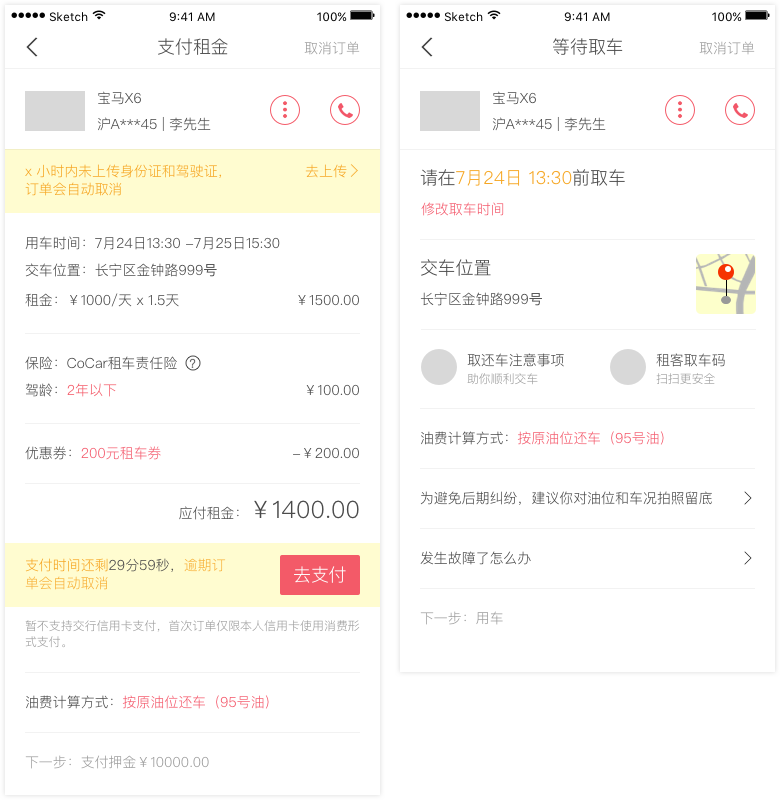 Sketch 9:41 AM 100%
支付租金 取消订单
宝马X6
沪A***45 | 李先生
x 小时内未上传身份证和驾驶证, 去上传
订单会自动取消
用车时间：7月24日13:30 -7月25日15:30
交车位置：长宁区金钟路999号
租金：￥1000/天 x 1.5天 ￥1500.00
保险：CoCar租车责任险 ?
驾龄：2年以下 ￥100.00
优惠券：200元租车券 -￥200.00
应付租金：￥1400.00
支付时间还剩29分59秒，逾期订
单会自动取消
去支付
暂不支持交行信用卡支付，首次订单仅限本人信用卡使用消费形
式支付。
油费计算方式：按原油位还车（95号油）
下一步：支付押金￥10000.00
Sketch 9:41 AM 100%
等待取车 取消订单
宝马X6
沪A***45 | 李先生
请在7月24日 13:30前取车
修改取车时间
交车位置
长宁区金钟路999号
取还车注意事项
助你顺利交车
租客取车码
扫扫更安全
油费计算方式：按原油位还车（95号油）
为避免后期纠纷，建议你对油位和车况拍照留底
发生故障了怎么办
下一步：用车